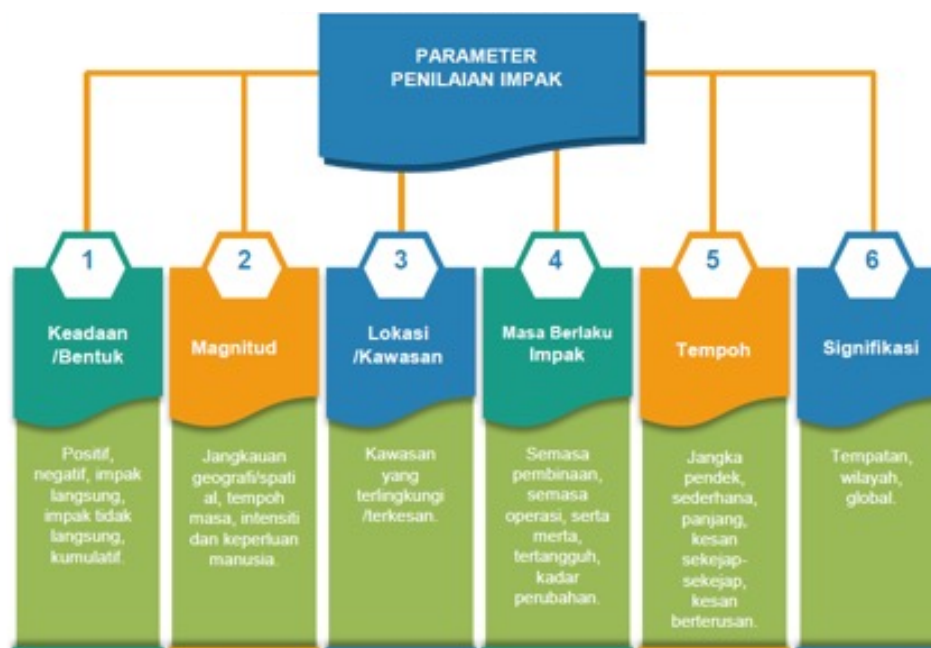 PARAMETER
PENILAIAN IMPAK
1
Keadaan
/Bentuk
Positif,
negatif, impak
langsung,
impak tidak
langsung,
kumulatif.
2
Magnitud
Jangkauan
geografi/spati
al, tempoh
masa, intensiti
dan keperluan
manusia.
3
Lokasi
/Kawasan
Kawasan
yang
terlingkungi
/terkesan.
4
Masa Berlaku
Impak
Semasa
pembinaan,
semasa
operasi, serta
merta,
tertangguh,
kadar
perubahan.
5
Tempoh
Jangka
pendek,
sederhana,
panjang,
kesan
sekejap-
sekejap,
kesan
berterusan.
6
Signifikasi
Tempatan,
wilayah,
global.